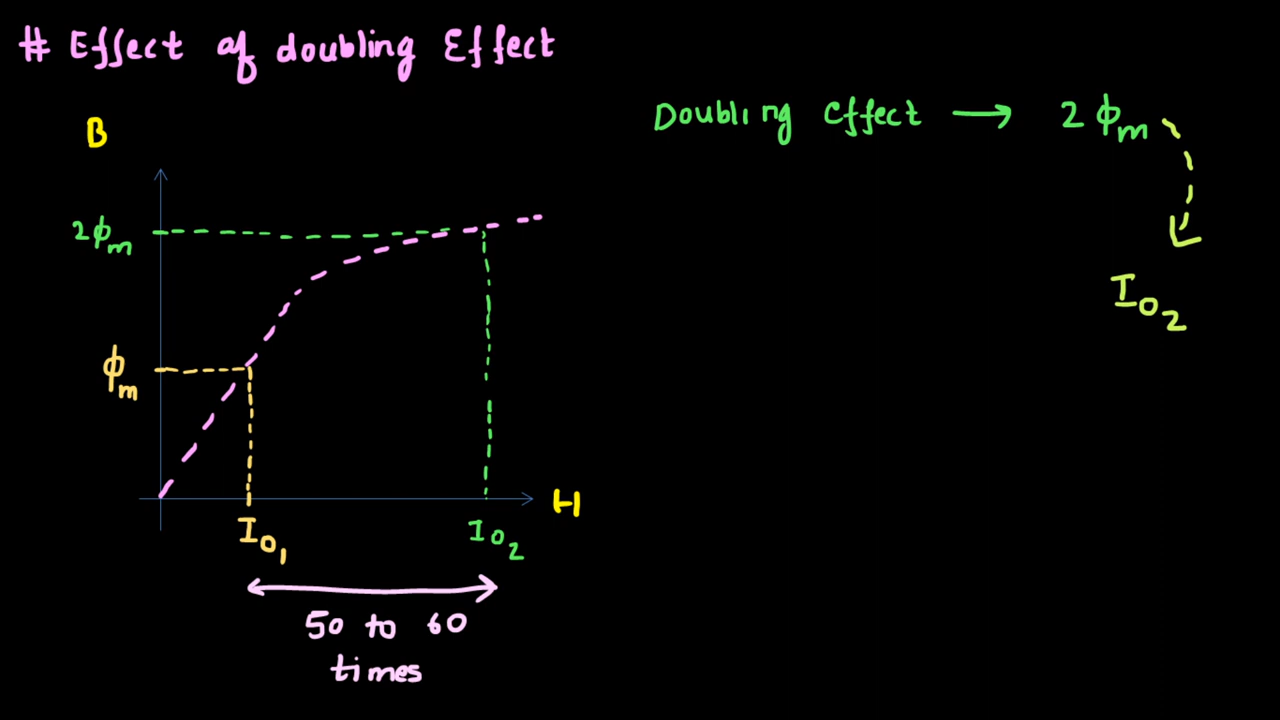 # Effect of doubling Effect
Doubling Effect → 2ϕm
B
2ϕm
Io2
ϕm
H
Io1
Io2
50 to 60
times